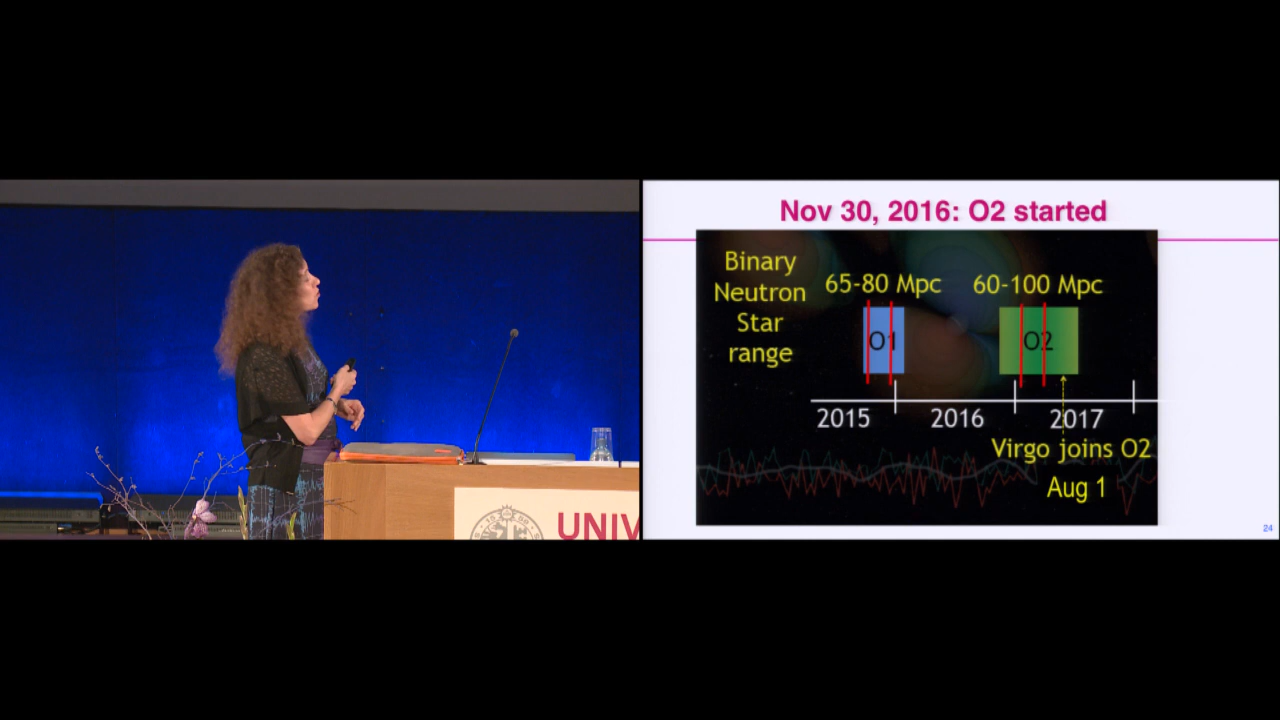 Nov 30, 2016: O2 started
Binary
Neutron
Star
range
65-80 Mpc
60-100 Mpc
O1
O2
2015
2016
2017
Virgo joins O2
Aug 1
24
UNIV